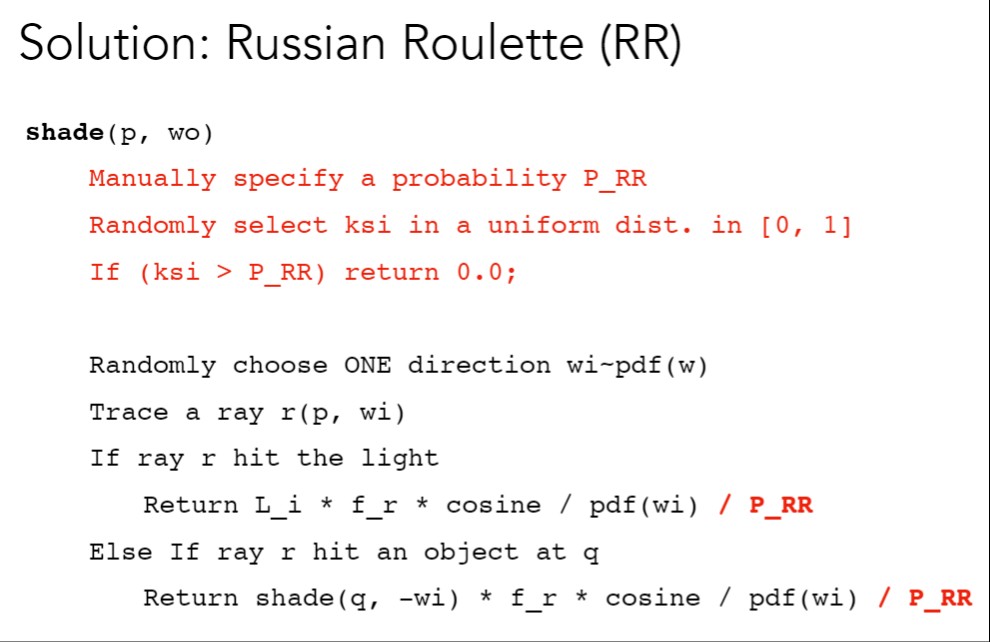 Solution: Russian Roulette (RR)
shade(p, wo)
Manually specify a probability P_RR
Randomly select ksi in a uniform dist. in [0, 1]
If (ksi > P_RR) return 0.0;
Randomly choose ONE direction wi~pdf(w)
Trace a ray r(p, wi)
If ray r hit the light
Return L_i * f_r * cosine / pdf(wi) / P_RR
Else If ray r hit an object at q
Return shade(q, -wi) * f_r * cosine / pdf(wi) / P_RR